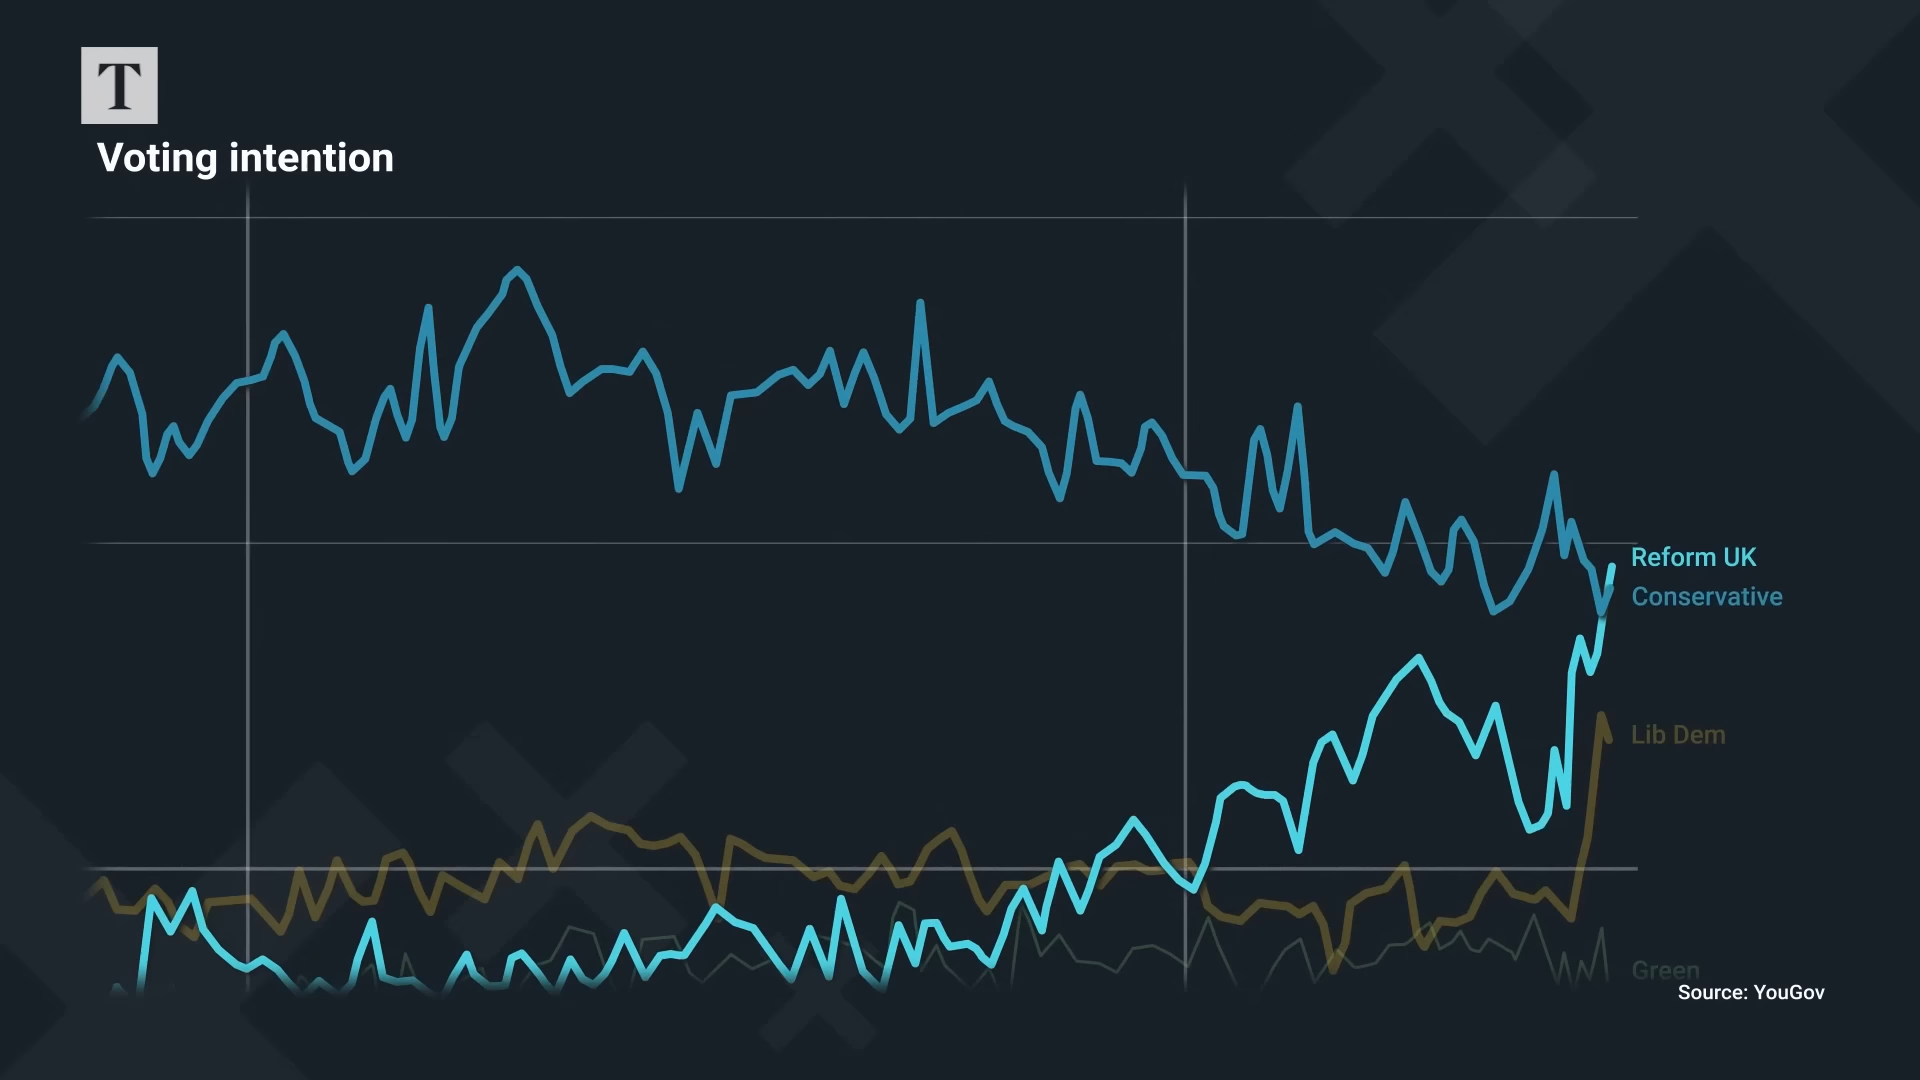 T
Voting intention
Reform UK
Conservative
Lib Dem
Green
Source: YouGov